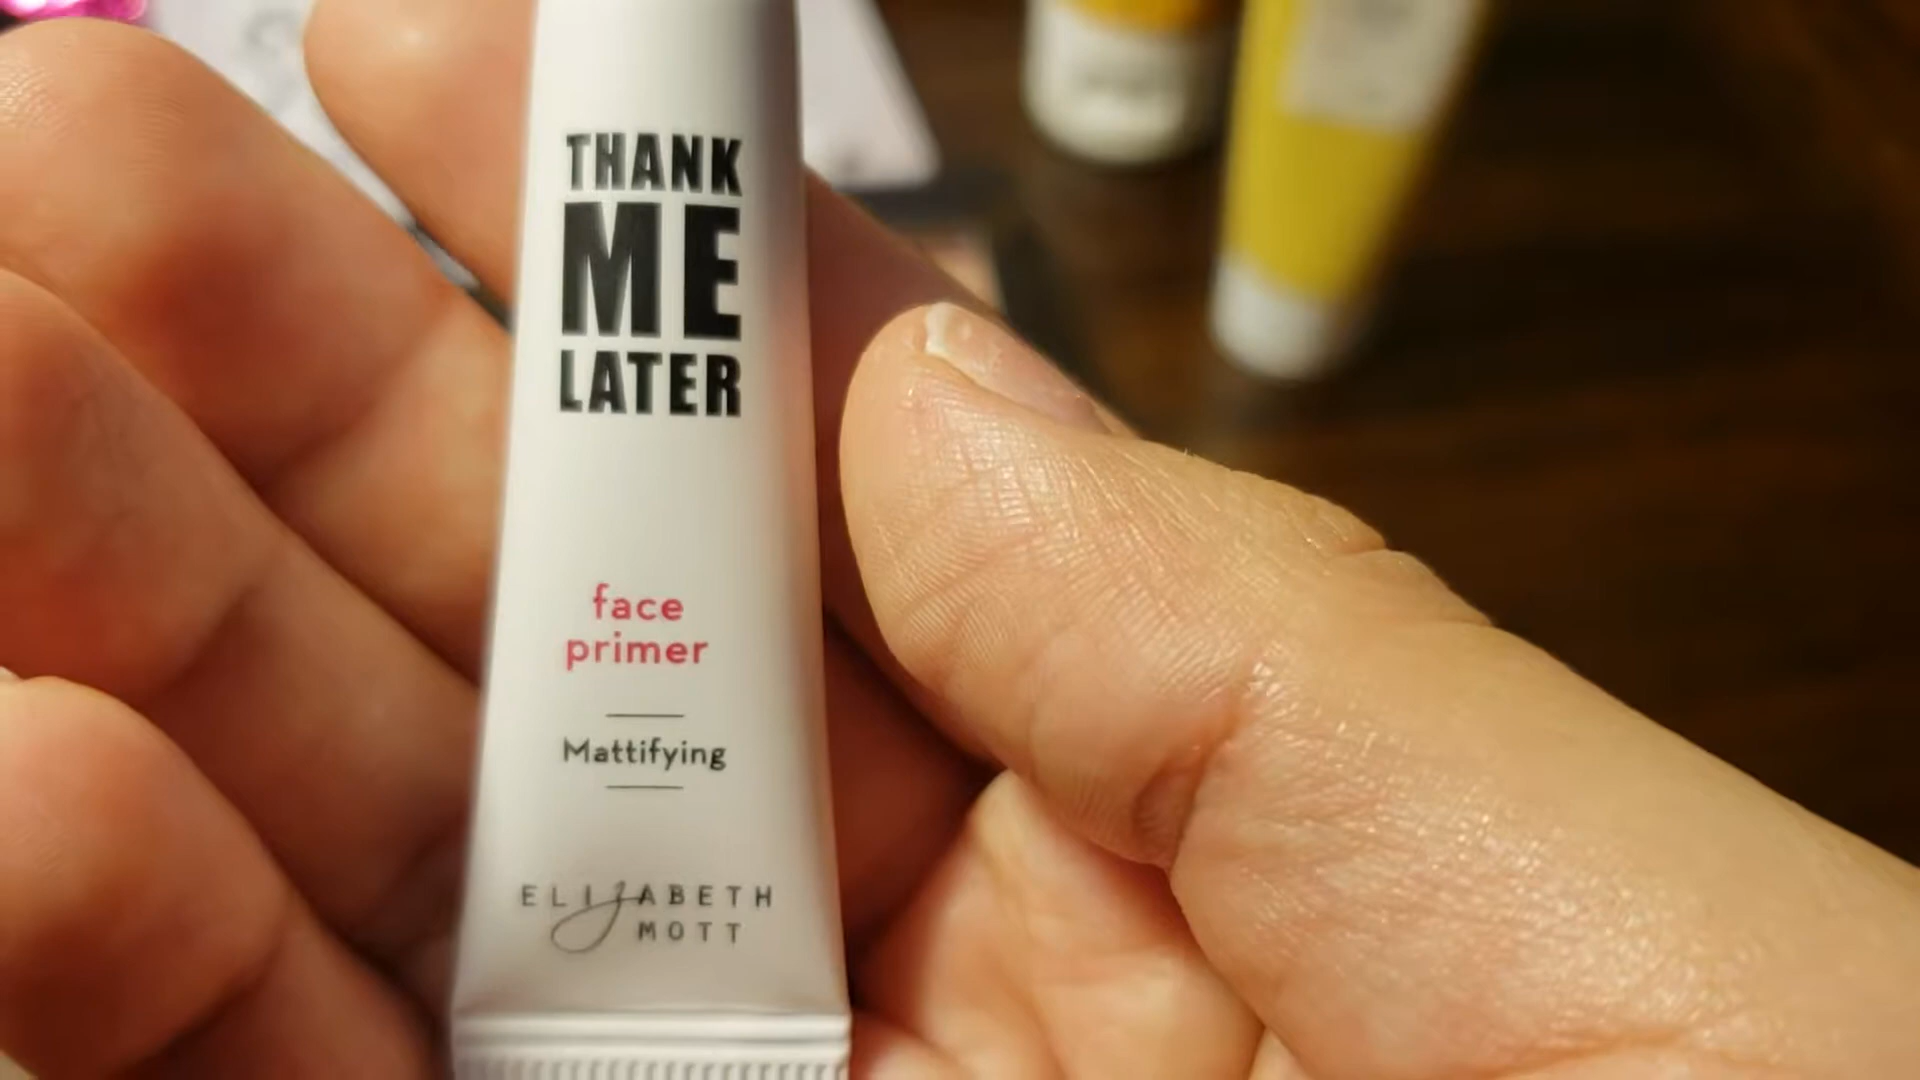 THANK
ME
LATER
face
primer
Mattifying
ELIZABETH
MOTT